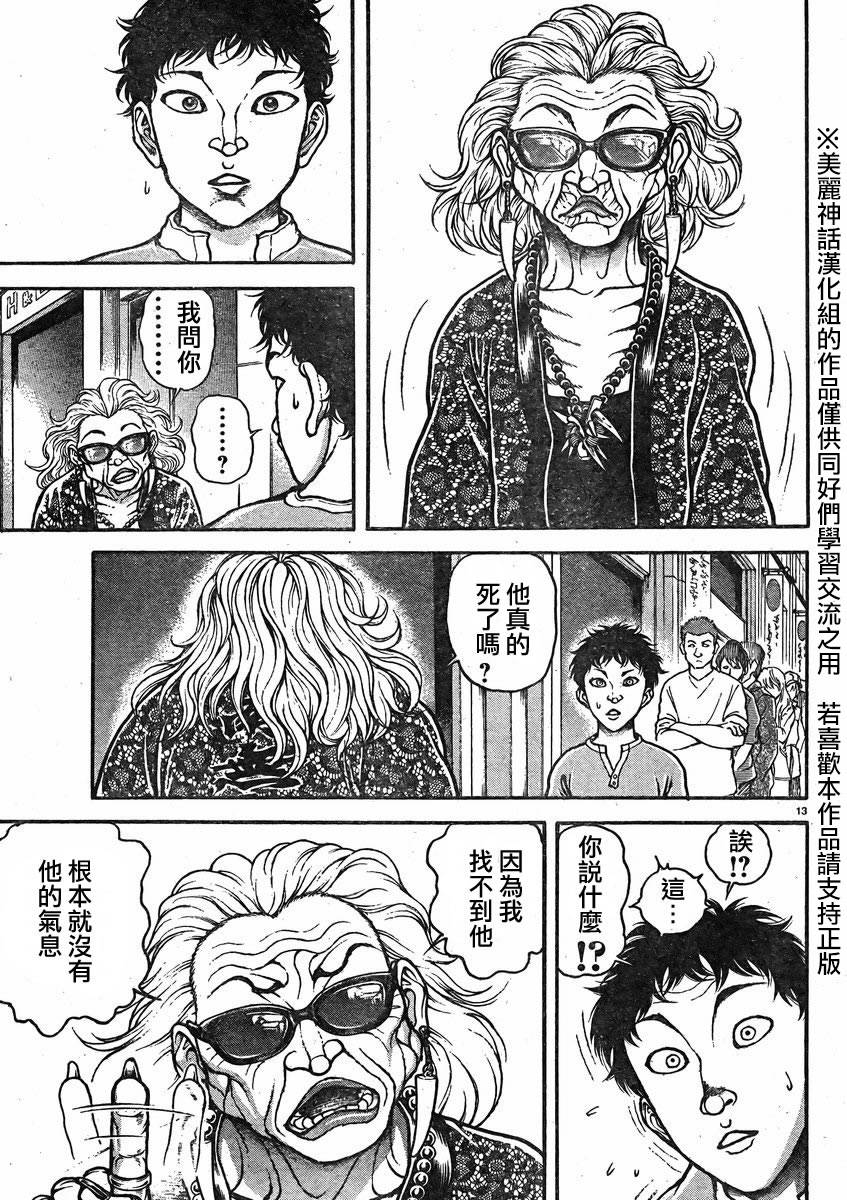 H&
我問你
………
……?
他真的
死了嗎?
13
誒!?
這…
你說什麼!?
因為我
找不到他
根本就沒有
他的氣息
※美麗神話漢化組的作品僅供同好們學習交流之用　若喜歡本作品請支持正版